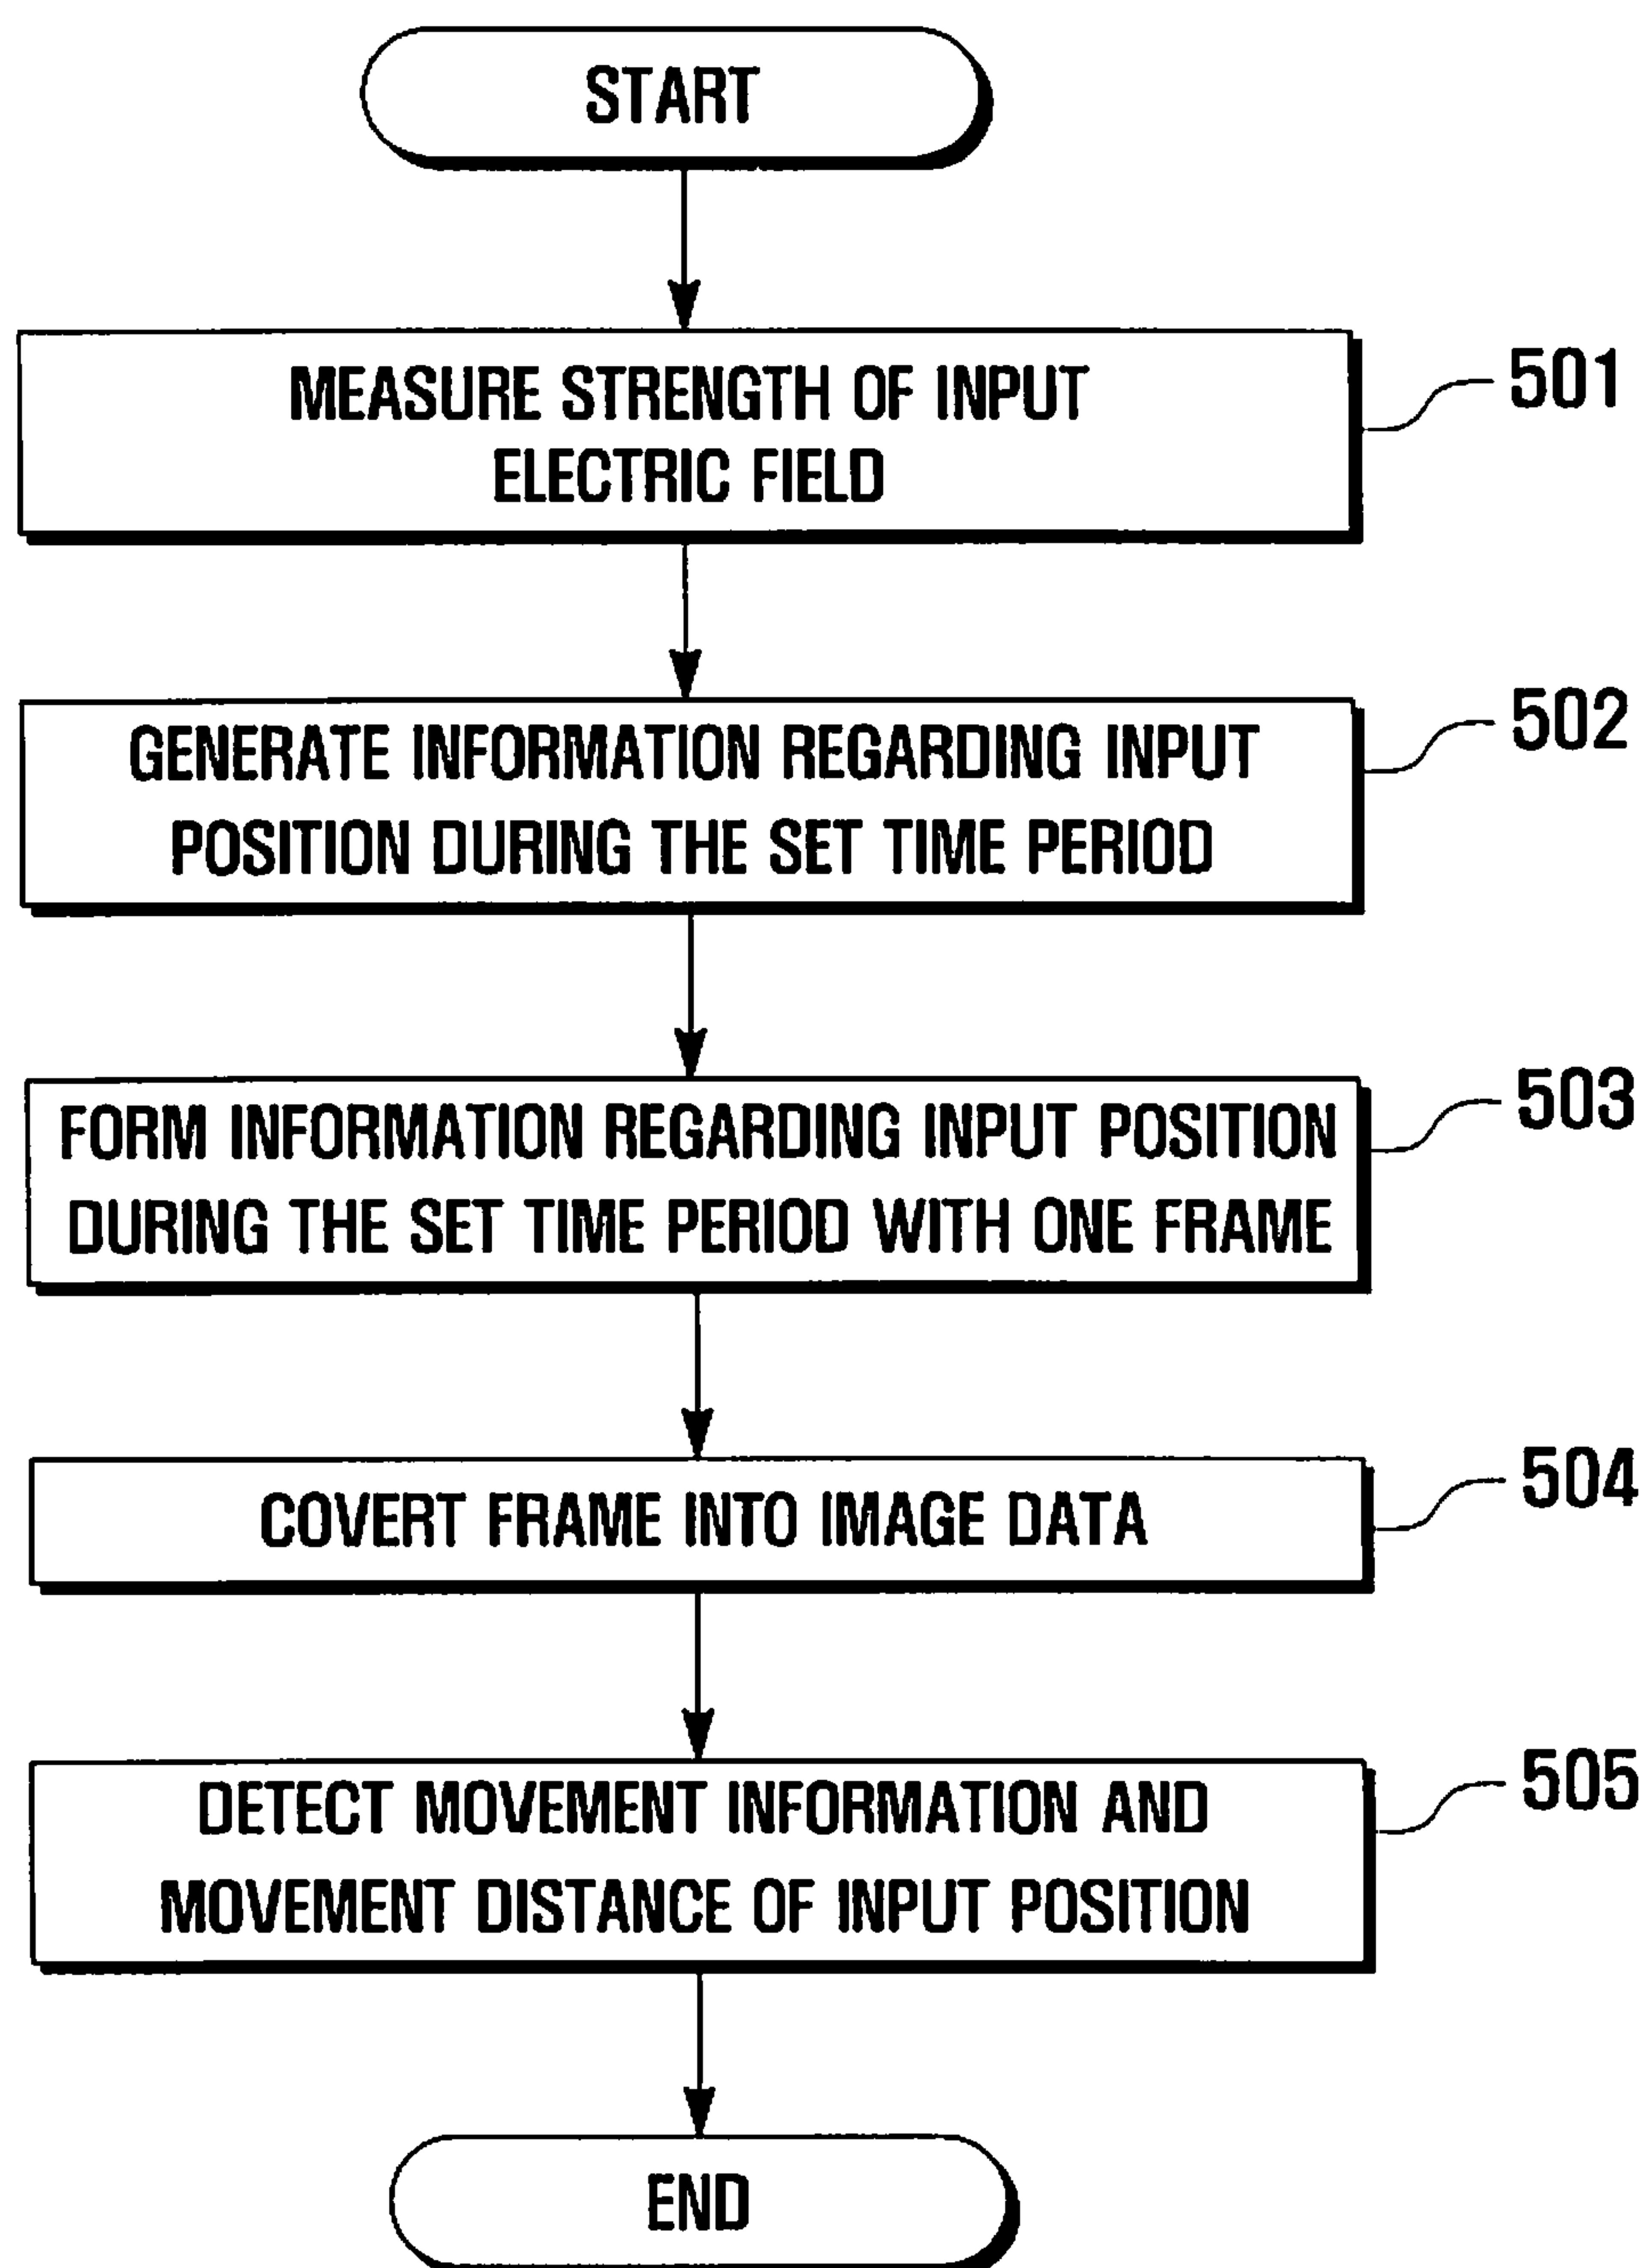 START
MEASURE STRENGTH OF INPUT
ELECTRIC FIELD
501
GENERATE INFORMATION REGARDING INPUT
POSITION DURING THE SET TIME PERIOD
502
FORM INFORMATION REGARDING INPUT POSITION
DURING THE SET TIME PERIOD WITH ONE FRAME
503
COVERT FRAME INTO IMAGE DATA
504
DETECT MOVEMENT INFORMATION AND
MOVEMENT DISTANCE OF INPUT POSITION
505
END